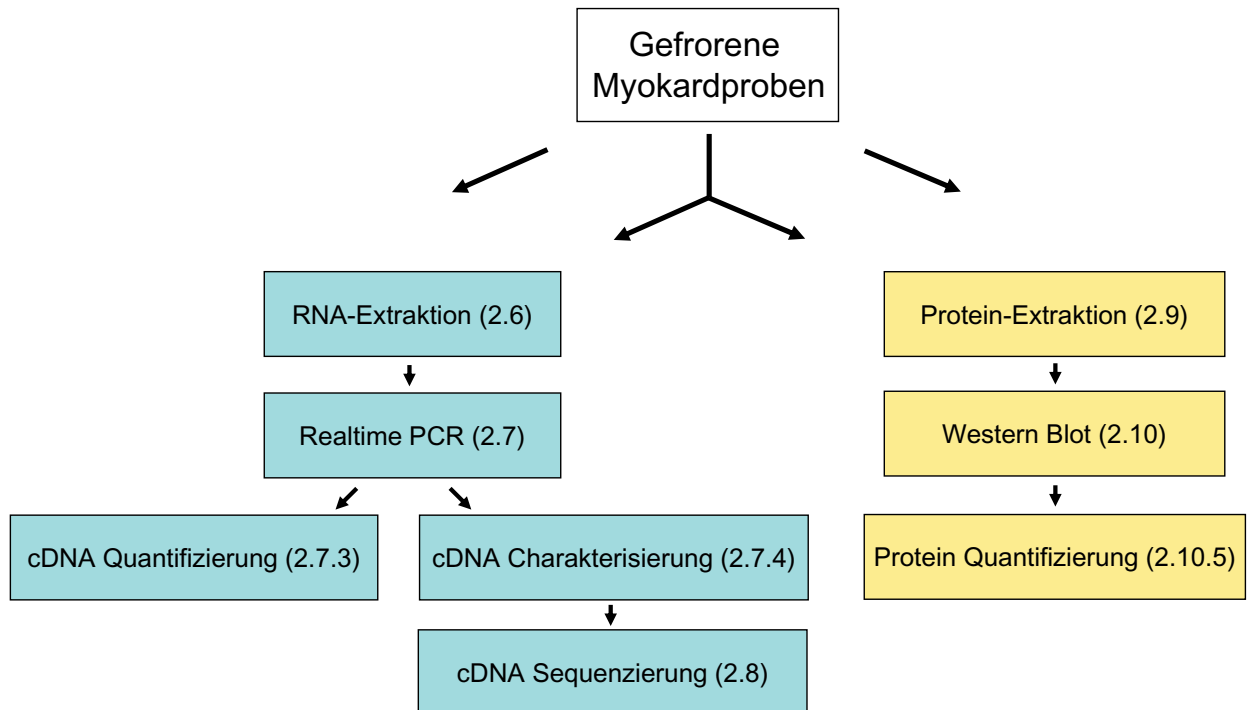 Gefrorene
Myokardproben
RNA-Extraktion (2.6)
Protein-Extraktion (2.9)
Realtime PCR (2.7)
Western Blot (2.10)
cDNA Quantifizierung (2.7.3)
cDNA Charakterisierung (2.7.4)
Protein Quantifizierung (2.10.5)
cDNA Sequenzierung (2.8)